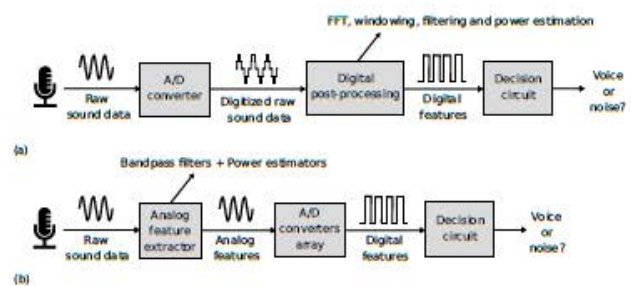 FFT, windowing, filtering and power estimation
A/D
converter
Digital
post-processing
Decision
circuit
Voice
or
noise?
Raw
sound data
Digitized raw
sound data
Digital
features
(a)
Bandpass filters + Power estimators
Analog
feature
extractor
A/D
converters
array
Decision
circuit
Voice
or
noise?
Raw
sound data
Analog
features
Digital
features
(b)